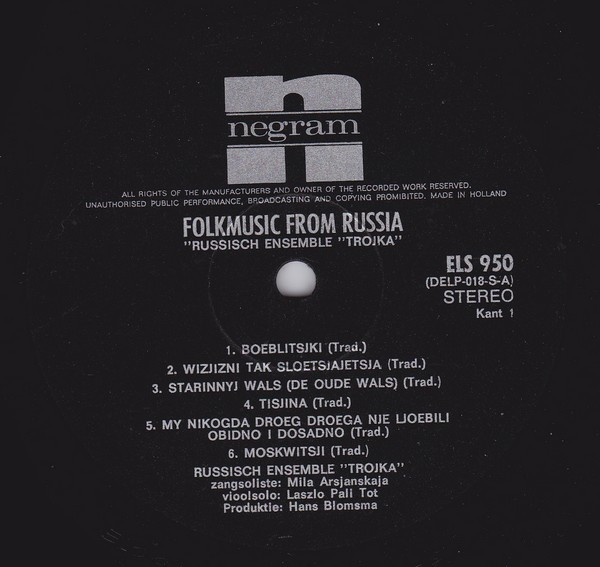 negram
ALL RIGHTS OF THE MANUFACTURERS AND OWNER OF THE RECORDED WORK RESERVED.
UNAUTHORISED PUBLIC PERFORMANCE, BROADCASTING AND COPYING PROHIBITED. MADE IN HOLLAND
FOLKMUSIC FROM RUSSIA
"RUSSISCH ENSEMBLE "TROJKA"
ELS 950
(DELP-018-S-A)
STEREO
Kant 1
1. BOEBLITSJKI (Trad.)
2. WIZJIZNI TAK SLOETSJAJETSJA (Trad.)
3. STARINNYJ WALS (DE OUDE WALS) (Trad.)
4. TISJINA (Trad.)
5. MY NIKOGDA DROEG DROEGA NJE LJOEBILI
OBIDNO I DOSADNO (Trad.)
6. MOSKWITSJI (Trad.)
RUSSISCH ENSEMBLE "TROJKA"
zangsoliste: Mila Arsjanskaja
vioolsolo: Laszlo Pali Tot
Produktie: Hans Blomsma